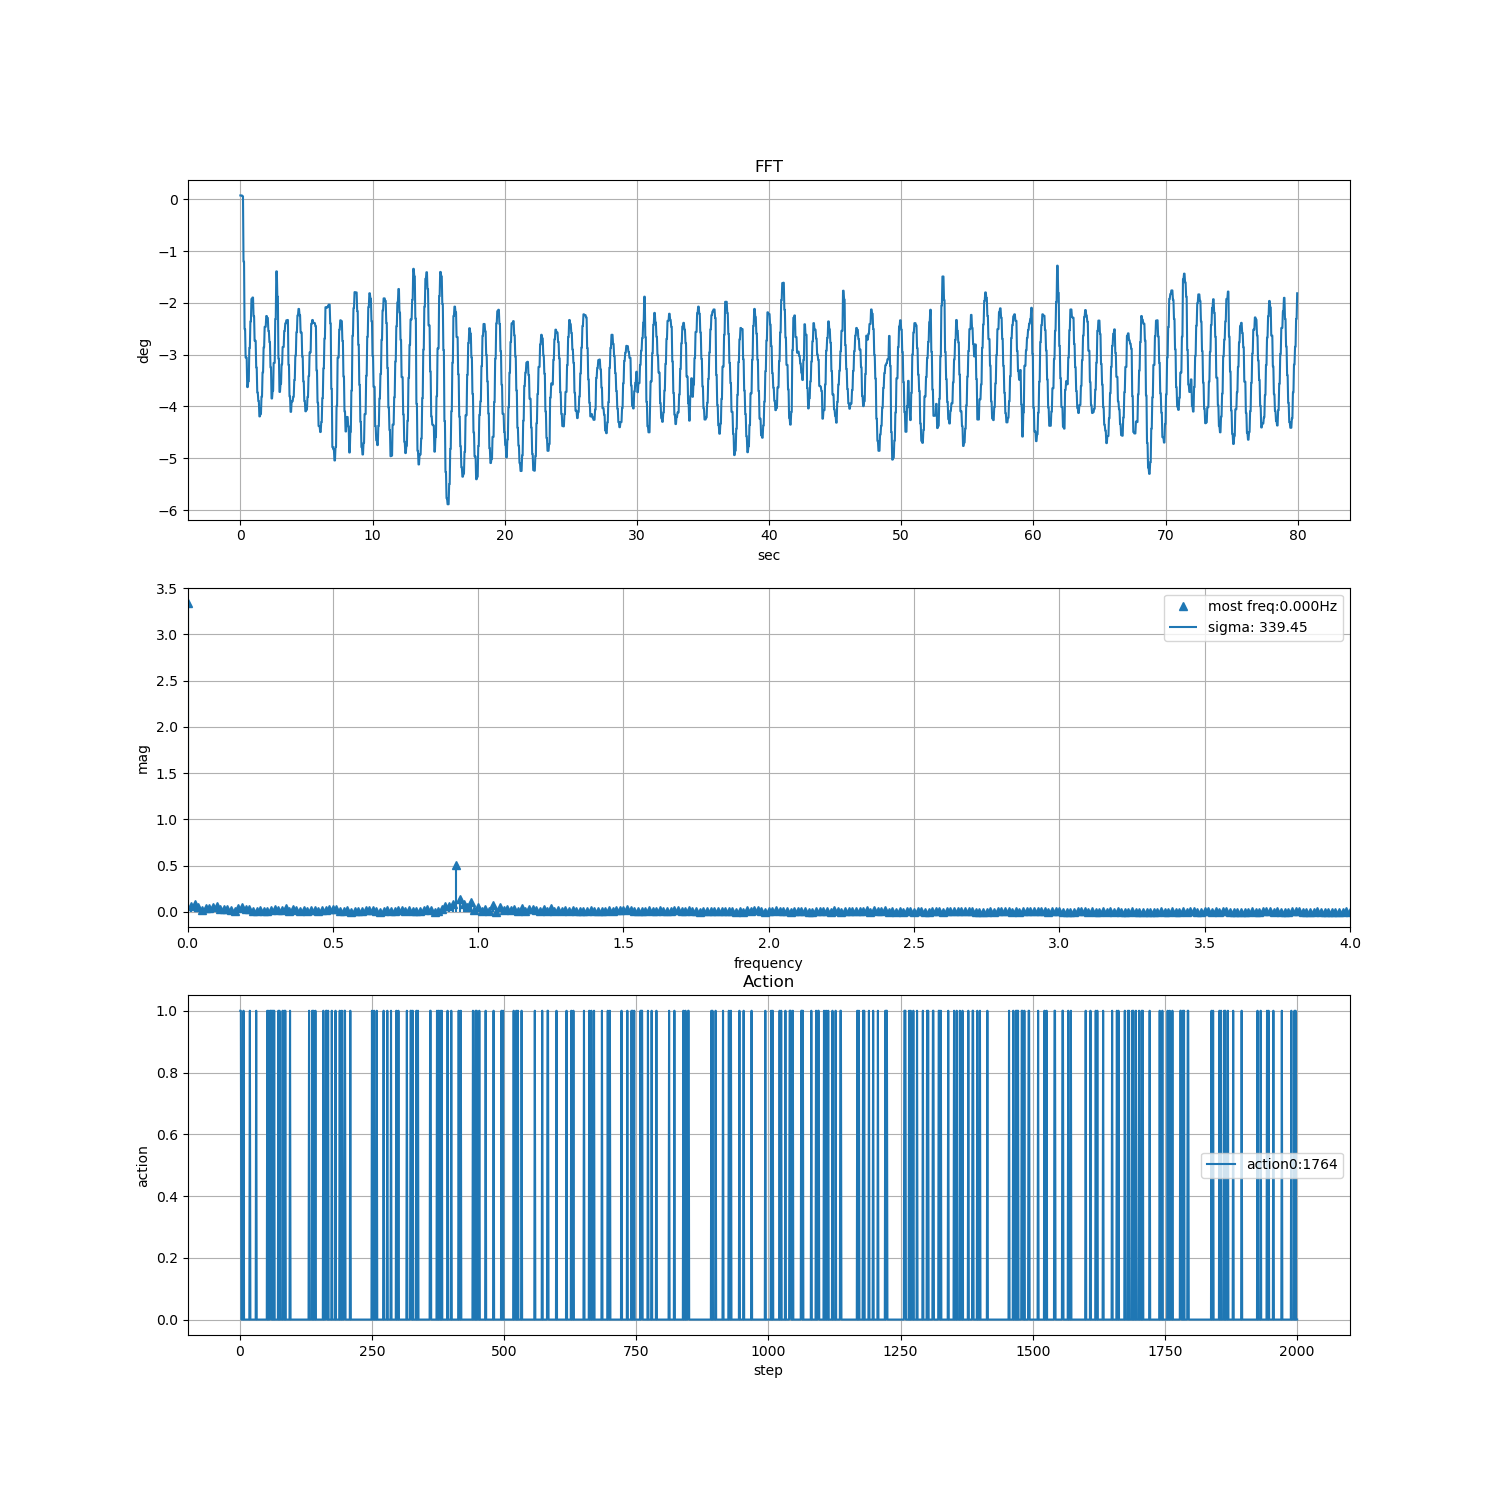 FFT
0
−1
−2
−3
−4
−5
−6
deg
0 10 20 30 40 50 60 70 80
sec
3.5
3.0
2.5
2.0
1.5
1.0
0.5
0.0
mag
most freq:0.000Hz
sigma: 339.45
0.0 0.5 1.0 1.5 2.0 2.5 3.0 3.5 4.0
frequency
Action
1.0
0.8
0.6
0.4
0.2
0.0
action
action0:1764
0 250 500 750 1000 1250 1500 1750 2000
step